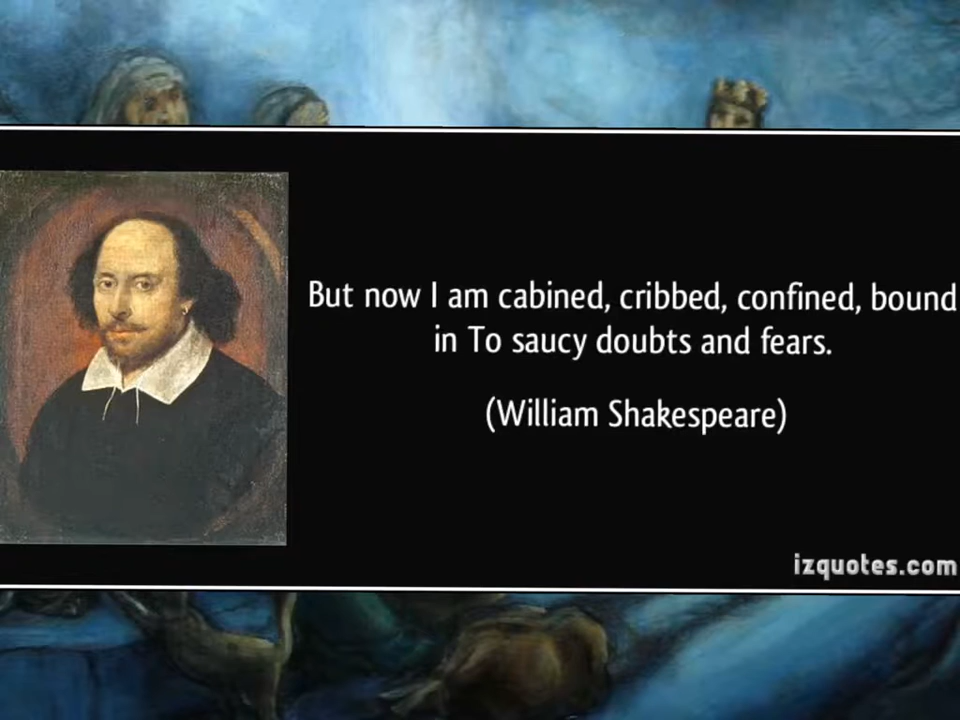 But now I am cabined, cribbed, confined, bound
in To saucy doubts and fears.
(William Shakespeare)
izquotes.com